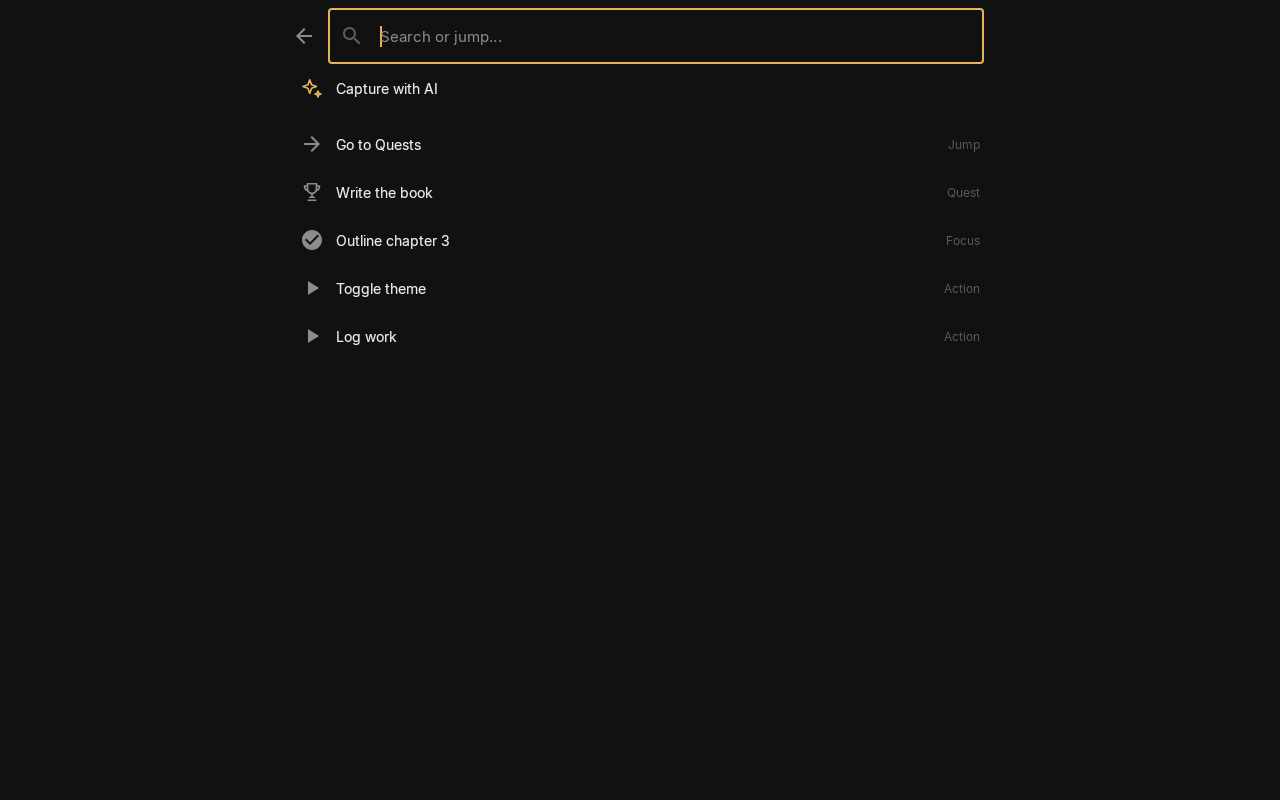 Search or jump...
Capture with AI
Go to Quests Jump
Write the book Quest
Outline chapter 3 Focus
Toggle theme Action
Log work Action